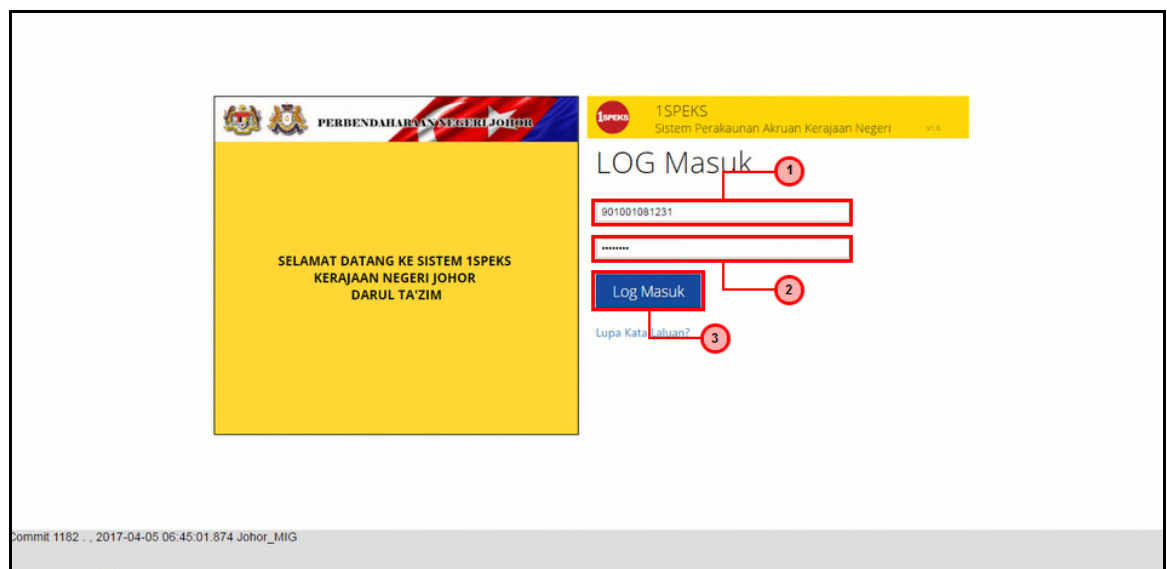 PERBENDAHARAAN NEGERI JOHOR
SELAMAT DATANG KE SISTEM 1SPEKS
KERAJAAN NEGERI JOHOR
DARUL TA'ZIM
1SPEKS
1SPEKS
Sistem Perakaunan Akruan Kerajaan Negeri
V1.0
LOG Masuk
1
901001081231
••••••••
2
Log Masuk
Lupa Kata Laluan?
3
Commit 1182 . , 2017-04-05 06:45:01.874 Johor_MIG